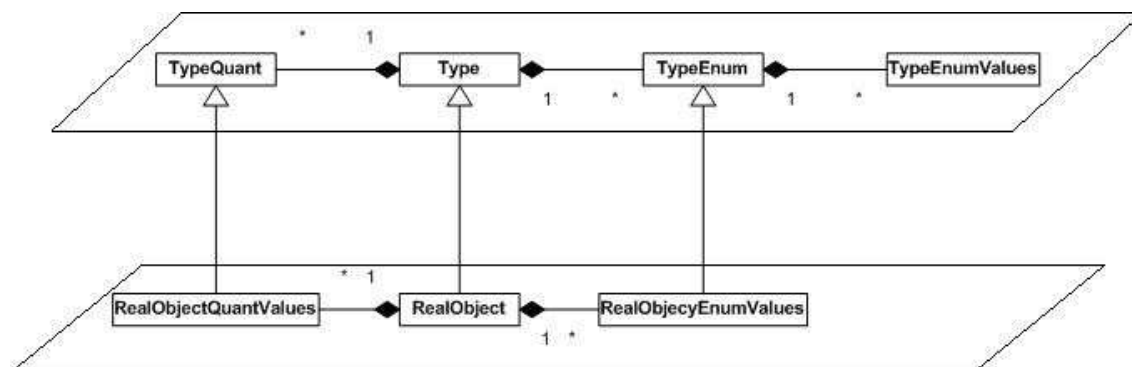 * 1
TypeQuant Type TypeEnum TypeEnumValues
1 * 1 *
* 1
RealObjectQuantValues RealObject RealObjecyEnumValues
1 *